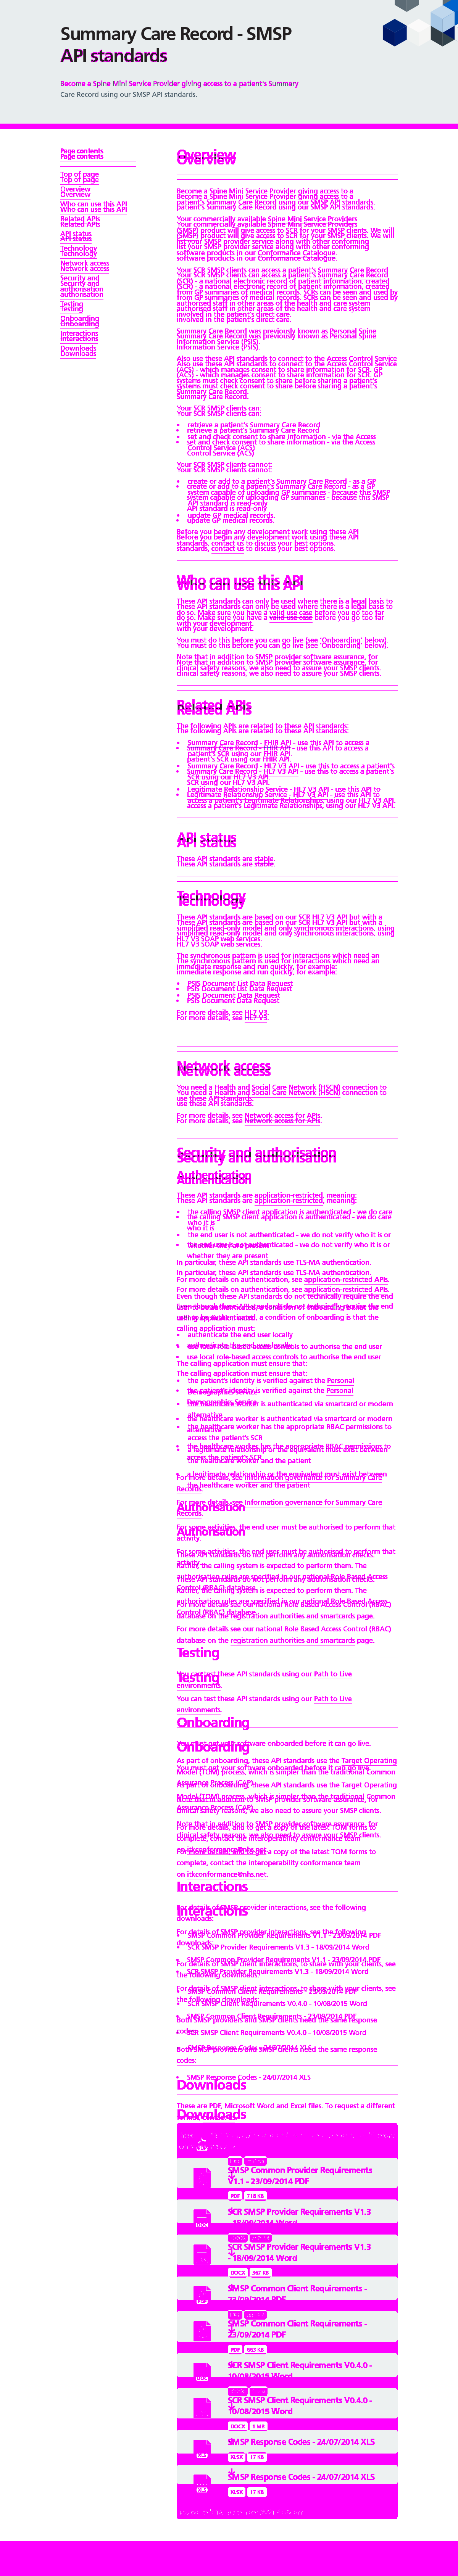 Summary Care Record - SMSP
API standards
Become a Spine Mini Service Provider giving access to a patient's Summary
Care Record using our SMSP API standards.
Page contents
Top of page
Overview
Who can use this API
Related APIs
API status
Technology
Network access
Security and
authorisation
Testing
Onboarding
Interactions
Downloads
Overview
Become a Spine Mini Service Provider giving access to a
patient's Summary Care Record using our SMSP API standards.
Your commercially available Spine Mini Service Providers
(SMSP) product will give access to SCR for your SMSP clients. We will
list your SMSP provider service along with other conforming
software products in our Conformance Catalogue.
Your SCR SMSP clients can access a patient's Summary Care Record
(SCR) - a national electronic record of patient information, created
from GP summaries of medical records. SCRs can be seen and used by
authorised staff in other areas of the health and care system
involved in the patient's direct care.
Summary Care Record was previously known as Personal Spine
Information Service (PSIS).
Also use these API standards to connect to the Access Control Service
(ACS) - which manages consent to share information for SCR. GP
systems must check consent to share before sharing a patient's
Summary Care Record.
Your SCR SMSP clients can:
• retrieve a patient's Summary Care Record
• set and check consent to share information - via the Access
Control Service (ACS)
Your SCR SMSP clients cannot:
• create or add to a patient's Summary Care Record - as a GP
system capable of uploading GP summaries - because this SMSP
API standard is read-only
• update GP medical records.
Before you begin any development work using these API
standards, contact us to discuss your best options.
Who can use this API
These API standards can only be used where there is a legal basis to
do so. Make sure you have a valid use case before you go too far
with your development.
You must do this before you can go live (see 'Onboarding' below).
Note that in addition to SMSP provider software assurance, for
clinical safety reasons, we also need to assure your SMSP clients.
Related APIs
The following APIs are related to these API standards:
• Summary Care Record - FHIR API - use this API to access a
patient's SCR using our FHIR API.
• Summary Care Record - HL7 V3 API - use this to access a patient's
SCR using our HL7 V3 API.
• Legitimate Relationship Service - HL7 V3 API - use this API to
access a patient's Legitimate Relationships, using our HL7 V3 API.
API status
These API standards are stable.
Technology
These API standards are based on our SCR HL7 V3 API but with a
simplified read-only model and only synchronous interactions, using
HL7 V3 SOAP web services.
The synchronous pattern is used for interactions which need an
immediate response and run quickly, for example:
• PSIS Document List Data Request
• PSIS Document Data Request
For more details, see HL7 V3.
Network access
You need a Health and Social Care Network (HSCN) connection to
use these API standards.
For more details, see Network access for APIs.
Security and authorisation
Authentication
These API standards are application-restricted, meaning:
• the calling SMSP client application is authenticated - we do care
who it is
• the end user is not authenticated - we do not verify who it is or
whether they are present
In particular, these API standards use TLS-MA authentication.
For more details on authentication, see application-restricted APIs.
Even though these API standards do not technically require the end
user to be authenticated, a condition of onboarding is that the
calling application must:
• authenticate the end user locally
• use local role-based access controls to authorise the end user
The calling application must ensure that:
• the patient's identity is verified against the Personal
Demographics Service
• the healthcare worker is authenticated via smartcard or modern
alternative
• the healthcare worker has the appropriate RBAC permissions to
access the patient's SCR
• a legitimate relationship or the equivalent must exist between
the healthcare worker and the patient
For more details, see Information governance for Summary Care
Records.
Authorisation
For some activities, the end user must be authorised to perform that
activity.
These API standards do not perform any authorisation checks.
Rather, the calling system is expected to perform them. The
authorisation rules are specified in our national Role Based Access
Control (RBAC) database.
For more details see our national Role Based Control (RBAC)
database on the registration authorities and smartcards page.
Testing
You can test these API standards using our Path to Live
environments.
Onboarding
You must get your software onboarded before it can go live.
As part of onboarding, these API standards use the Target Operating
Model (TOM) process, which is simpler than the traditional Common
Assurance Process (CAP).
Note that in addition to SMSP provider software assurance, for
clinical safety reasons, we also need to assure your SMSP clients.
For more details, and to get a copy of the latest TOM forms to
complete, contact the interoperability conformance team
on itkconformance@nhs.net.
Interactions
For details of SMSP provider interactions, see the following
downloads:
• SMSP Common Provider Requirements V1.1 - 23/09/2014 PDF
• SCR SMSP Provider Requirements V1.3 - 18/09/2014 Word
For details of SMSP client interactions, to share with your clients, see
the following downloads:
• SMSP Common Client Requirements - 23/09/2014 PDF
• SCR SMSP Client Requirements V0.4.0 - 10/08/2015 Word
Both SMSP providers and SMSP clients need the same response
codes:
• SMSP Response Codes - 24/07/2014 XLS
Downloads
These are PDF, Microsoft Word and Excel files. To request a different
SMSP Common Provider Requirements
V1.1 - 23/09/2014 PDF
PDF 718 KB
SCR SMSP Provider Requirements V1.3
- 18/09/2014 Word
DOCX 367 KB
SMSP Common Client Requirements -
23/09/2014 PDF
PDF 663 KB
SCR SMSP Client Requirements V0.4.0 -
10/08/2015 Word
DOCX 1 MB
SMSP Response Codes - 24/07/2014 XLS
XLSX 17 KB